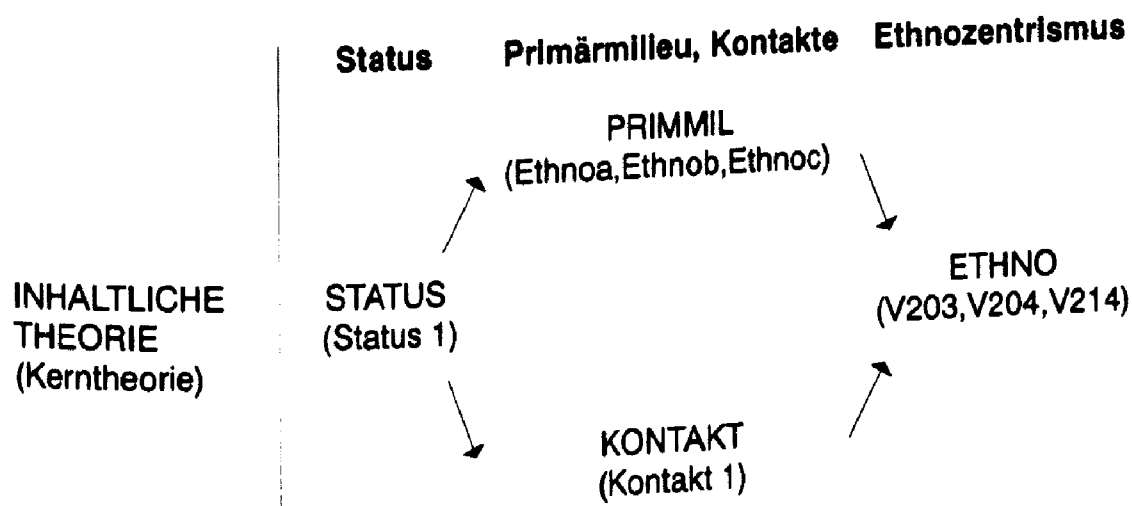 Status Primärmilieu, Kontakte Ethnozentrismus
PRIMMIL
(Ethnoa,Ethnob,Ethnoc)
INHALTLICHE
THEORIE
(Kerntheorie)
STATUS
(Status 1)
ETHNO
(V203,V204,V214)
KONTAKT
(Kontakt 1)